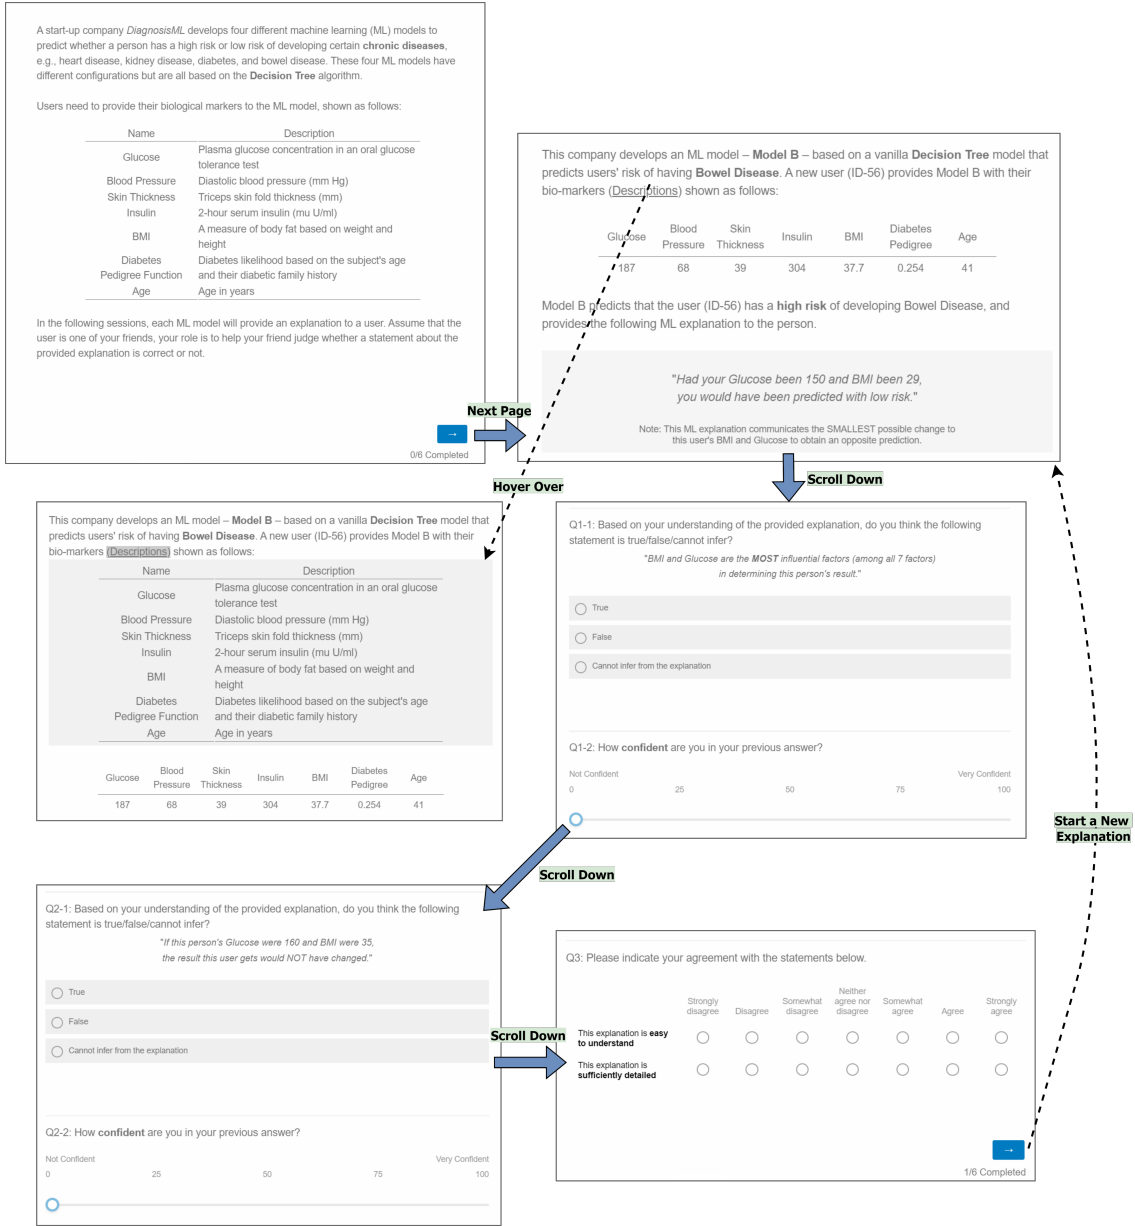 A start-up company DiagnosisML develops four different machine learning (ML) models to
predict whether a person has a high risk or low risk of developing certain chronic diseases,
e.g., heart disease, kidney disease, diabetes, and bowel disease. These four ML models have
different configurations but are all based on the Decision Tree algorithm.
Users need to provide their biological markers to the ML model, shown as follows:
Name Description
Glucose Plasma glucose concentration in an oral glucose
tolerance test
Blood Pressure Diastolic blood pressure (mm Hg)
Skin Thickness Triceps skin fold thickness (mm)
Insulin 2-hour serum insulin (mu U/ml)
BMI A measure of body fat based on weight and
height
Diabetes Diabetes likelihood based on the subject's age
Pedigree Function and their diabetic family history
Age Age in years
In the following sessions, each ML model will provide an explanation to a user. Assume that the
user is one of your friends, your role is to help your friend judge whether a statement about the
provided explanation is correct or not.
→
0/6 Completed
Next Page
This company develops an ML model – Model B – based on a vanilla Decision Tree model that
predicts users' risk of having Bowel Disease. A new user (ID-56) provides Model B with their
bio-markers (Descriptions) shown as follows:
Glucose Blood Pressure Skin Thickness Insulin BMI Diabetes Pedigree Age
187 68 39 304 37.7 0.254 41
Model B predicts that the user (ID-56) has a high risk of developing Bowel Disease, and
provides the following ML explanation to the person.
"Had your Glucose been 150 and BMI been 29,
you would have been predicted with low risk."
Note: This ML explanation communicates the SMALLEST possible change to
this user's BMI and Glucose to obtain an opposite prediction.
Hover Over
Scroll Down
This company develops an ML model – Model B – based on a vanilla Decision Tree model that
predicts users' risk of having Bowel Disease. A new user (ID-56) provides Model B with their
bio-markers (Descriptions) shown as follows:
Name Description
Glucose Plasma glucose concentration in an oral glucose
tolerance test
Blood Pressure Diastolic blood pressure (mm Hg)
Skin Thickness Triceps skin fold thickness (mm)
Insulin 2-hour serum insulin (mu U/ml)
BMI A measure of body fat based on weight and
height
Diabetes Diabetes likelihood based on the subject's age
Pedigree Function and their diabetic family history
Age Age in years
Glucose Blood Pressure Skin Thickness Insulin BMI Diabetes Pedigree Age
187 68 39 304 37.7 0.254 41
Q1-1: Based on your understanding of the provided explanation, do you think the following
statement is true/false/cannot infer?
"BMI and Glucose are the MOST influential factors (among all 7 factors)
in determining this person's result."
True
False
Cannot infer from the explanation
Q1-2: How confident are you in your previous answer?
Not Confident Very Confident
0 25 50 75 100
Start a New
Explanation
Scroll Down
Q2-1: Based on your understanding of the provided explanation, do you think the following
statement is true/false/cannot infer?
"If this person's Glucose were 160 and BMI were 35,
the result this user gets would NOT have changed."
True
False
Cannot infer from the explanation
Q2-2: How confident are you in your previous answer?
Not Confident Very Confident
0 25 50 75 100
Scroll Down
Q3: Please indicate your agreement with the statements below.
Strongly disagree Disagree Somewhat disagree Neither agree nor disagree Somewhat agree Agree Strongly agree
This explanation is easy
to understand
This explanation is
sufficiently detailed
→
1/6 Completed